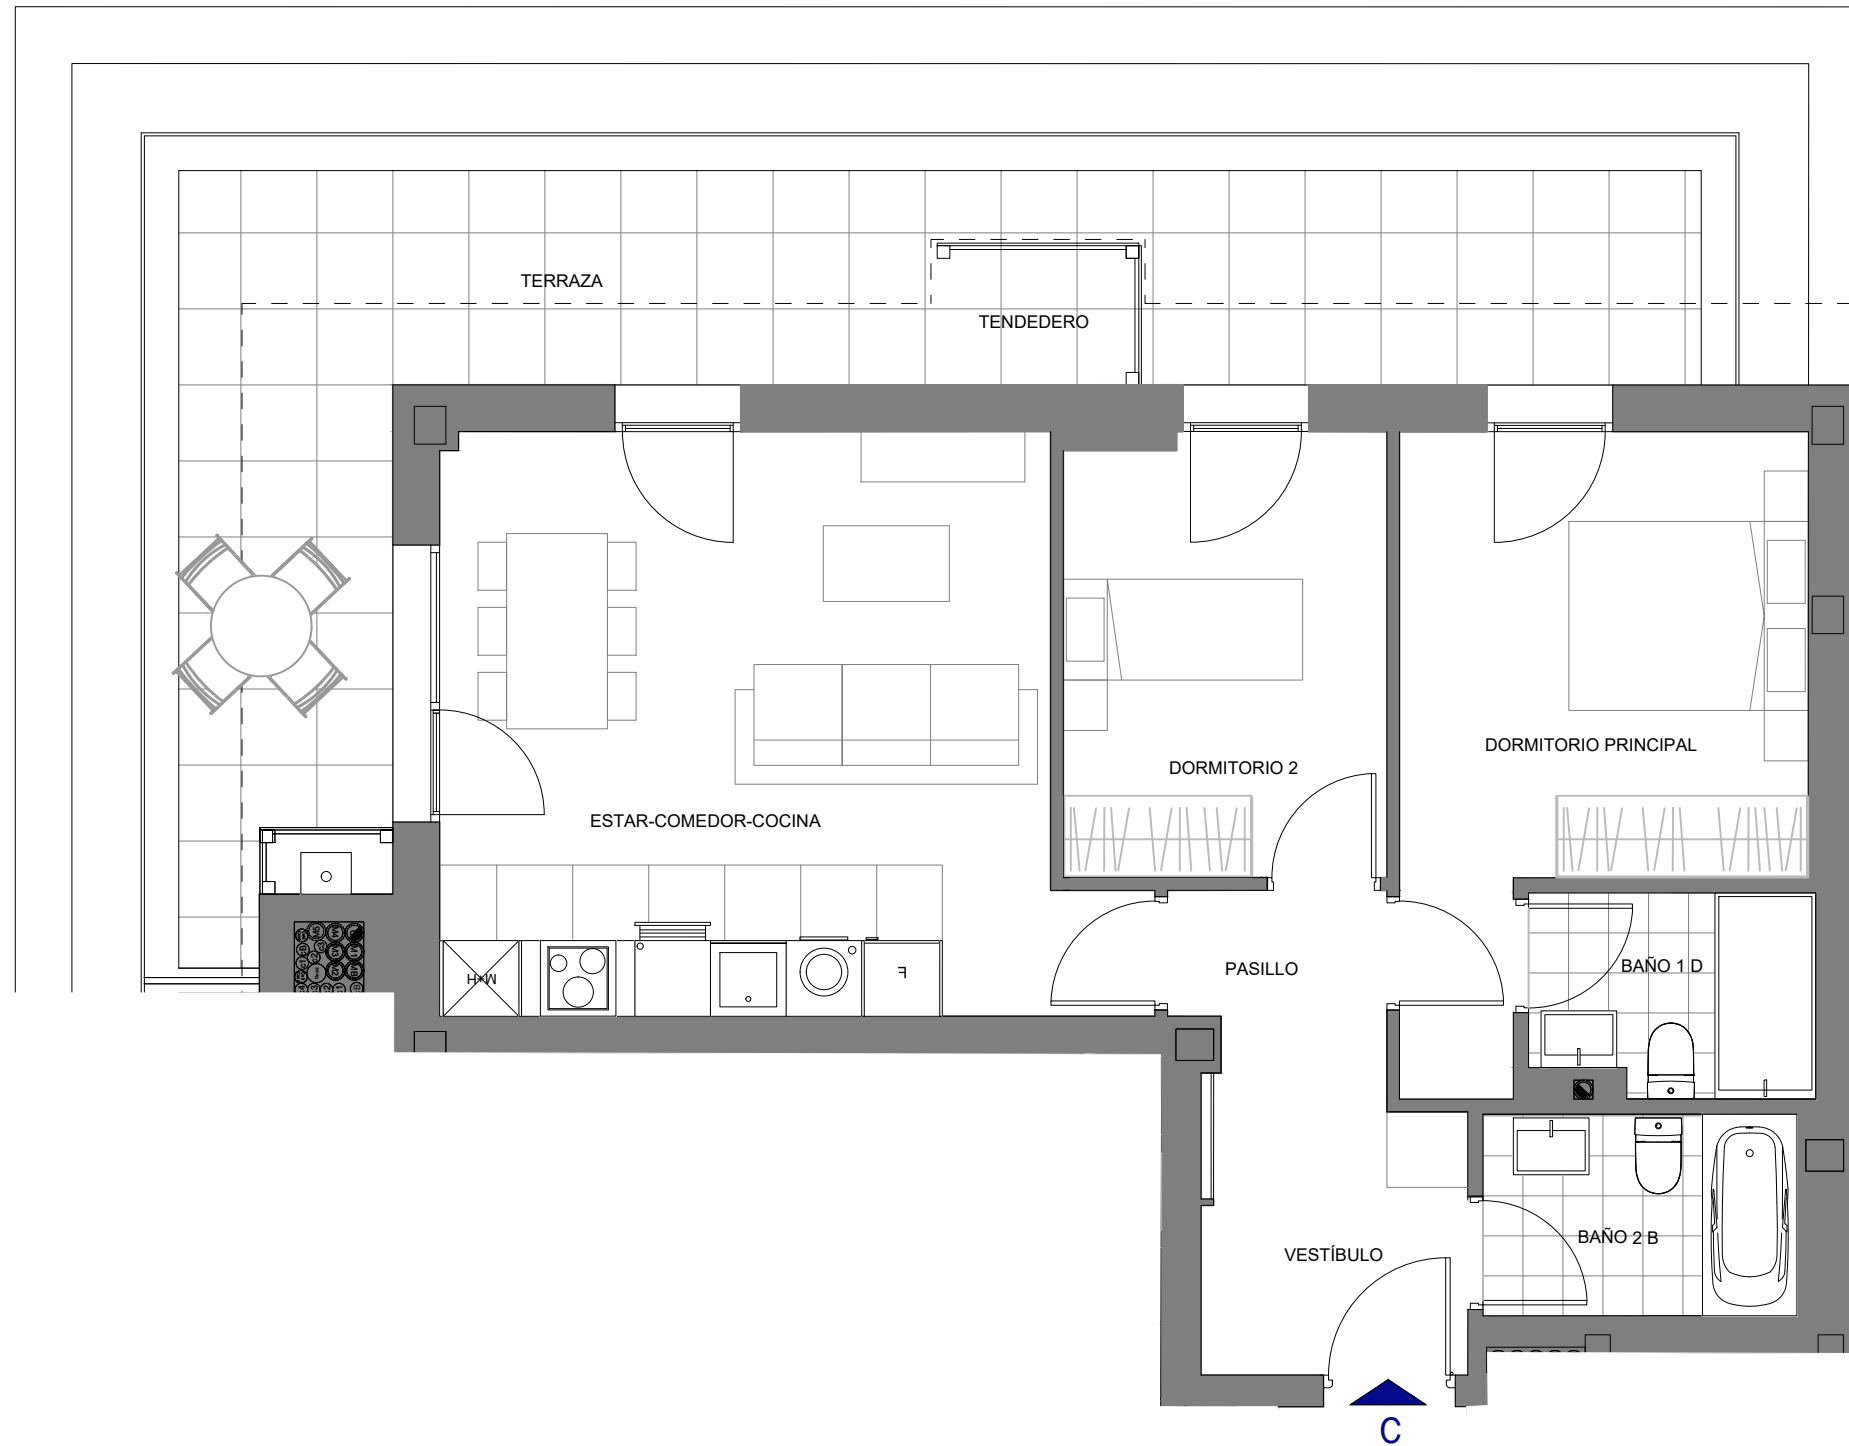 TERRAZA
TENDEDERO
DORMITORIO PRINCIPAL
DORMITORIO 2
ESTAR-COMEDOR-COCINA
PASILLO
BAÑO 1 D
M*H
F
BAÑO 2 B
VESTÍBULO
C